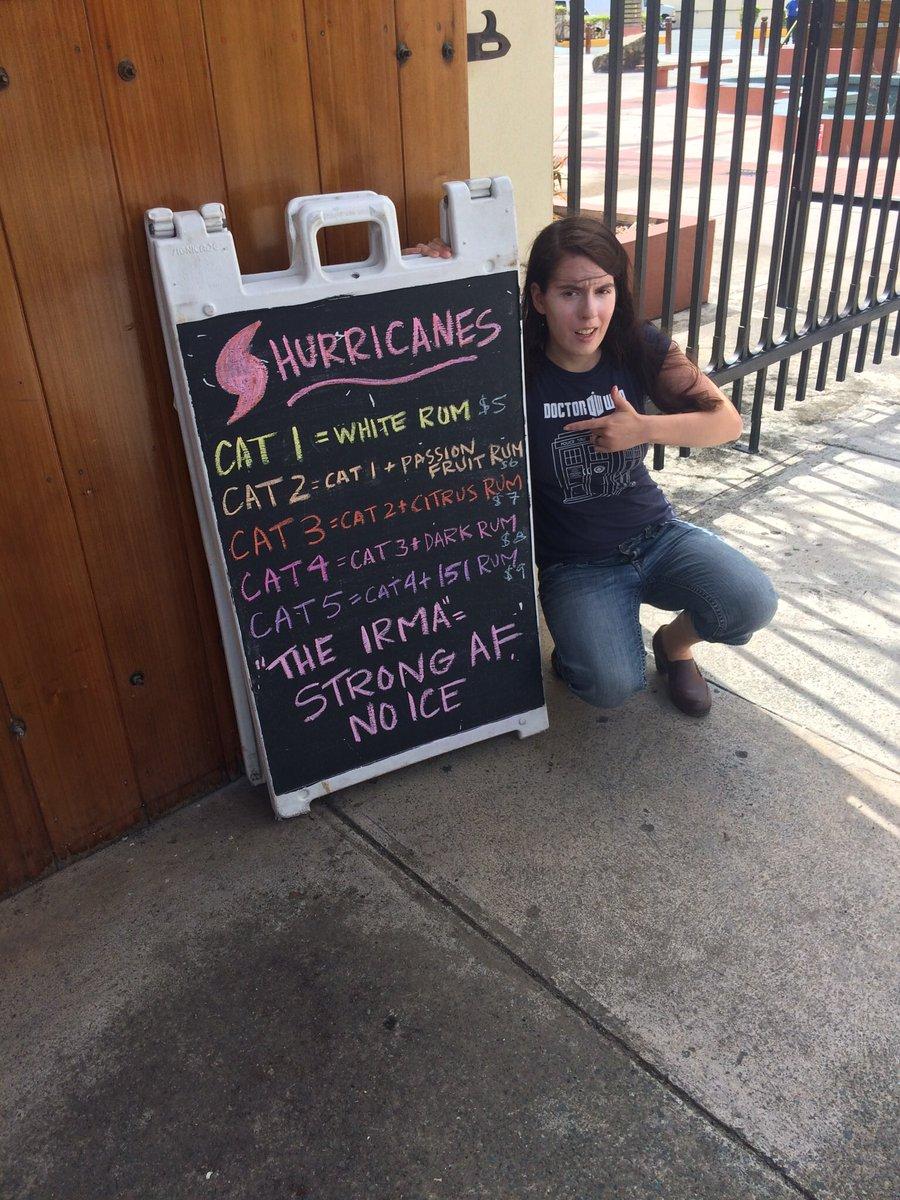 HURRICANES
CAT 1 = WHITE RUM $5
CAT 2 = CAT 1 + PASSION
FRUIT RUM
$6
CAT 3 = CAT 2 + CITRUS RUM
$7
CAT 4 = CAT 3 + DARK RUM
$8
CAT 5 = CAT 4 + 151 RUM
$9
"THE IRMA" =
STRONG AF.
NO ICE
DOCTOR WHO